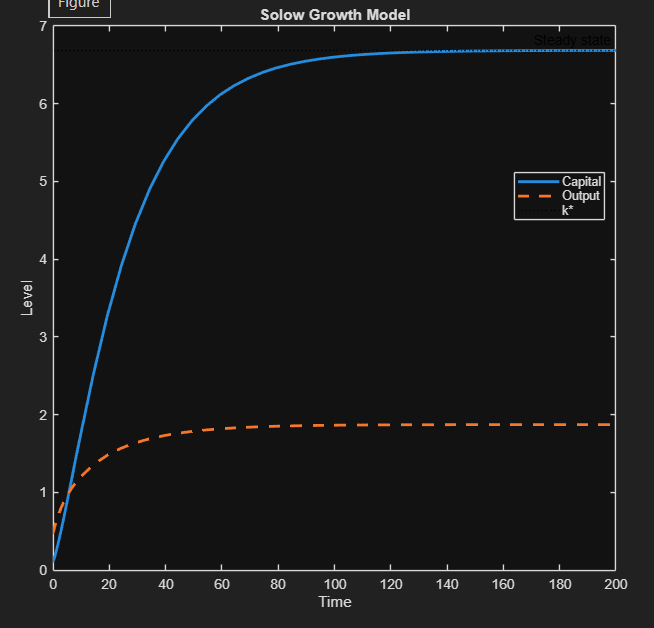 Figure
Solow Growth Model
7
6
5
4
3
2
1
0
Level
Steady state
Capital
Output
k*
0 20 40 60 80 100 120 140 160 180 200
Time